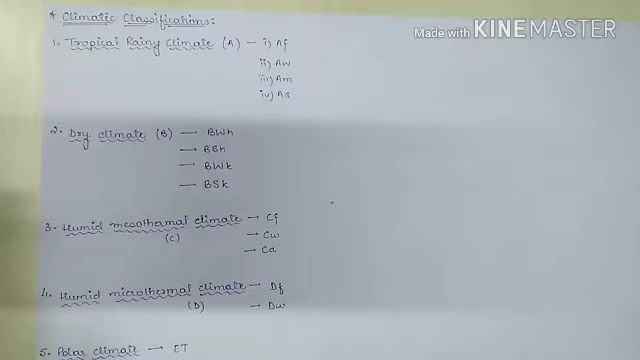 Made with KINEMASTER
* Climatic Classifications:
1. Tropical Rainy Climate (A) → i) Af
ii) AW
iii) Am
iv) AS
2. Dry climate (B) → BWh
→ BSh
→ BWk
→ BSk
3. Humid mesothermal climate → Cf
(C) → Cw
→ Ca
4. Humid microthermal climate → Df
(D) → Dw
5. Polar climate → ET